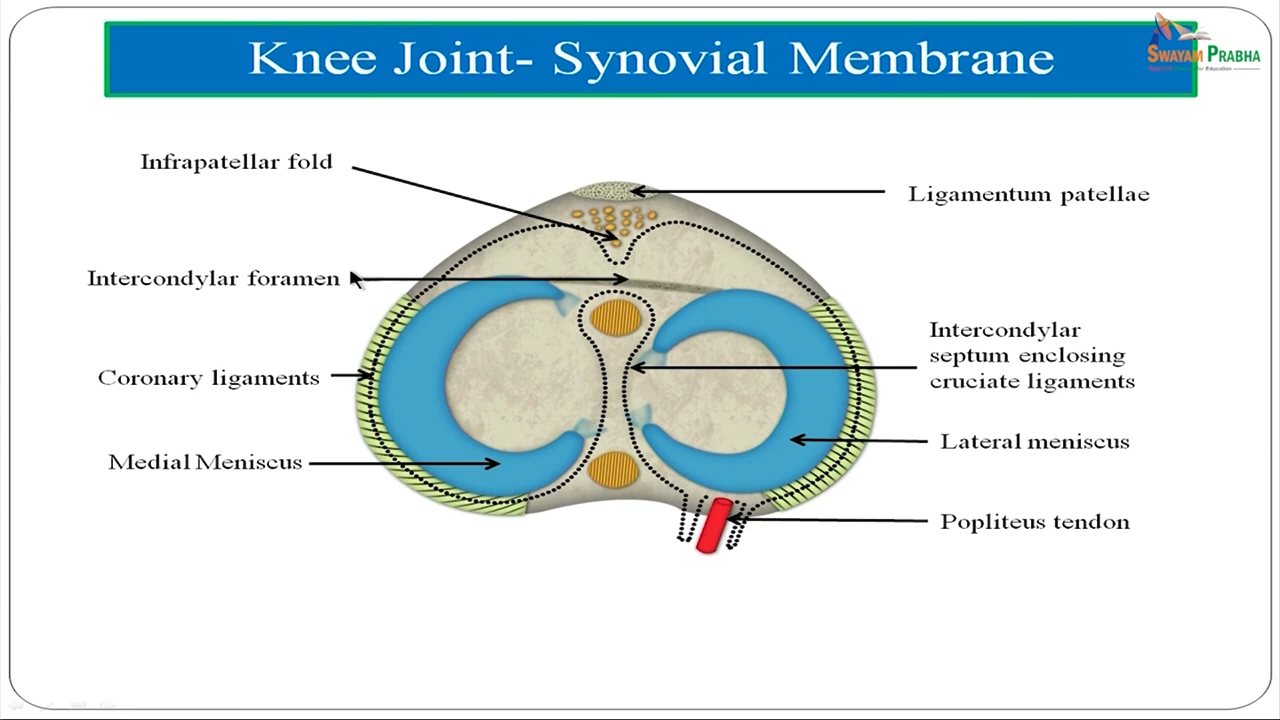 Knee Joint- Synovial Membrane
SWAYAM PRABHA
Infrapatellar fold
Ligamentum patellae
Intercondylar foramen
Intercondylar
septum enclosing
cruciate ligaments
Coronary ligaments
Lateral meniscus
Medial Meniscus
Popliteus tendon